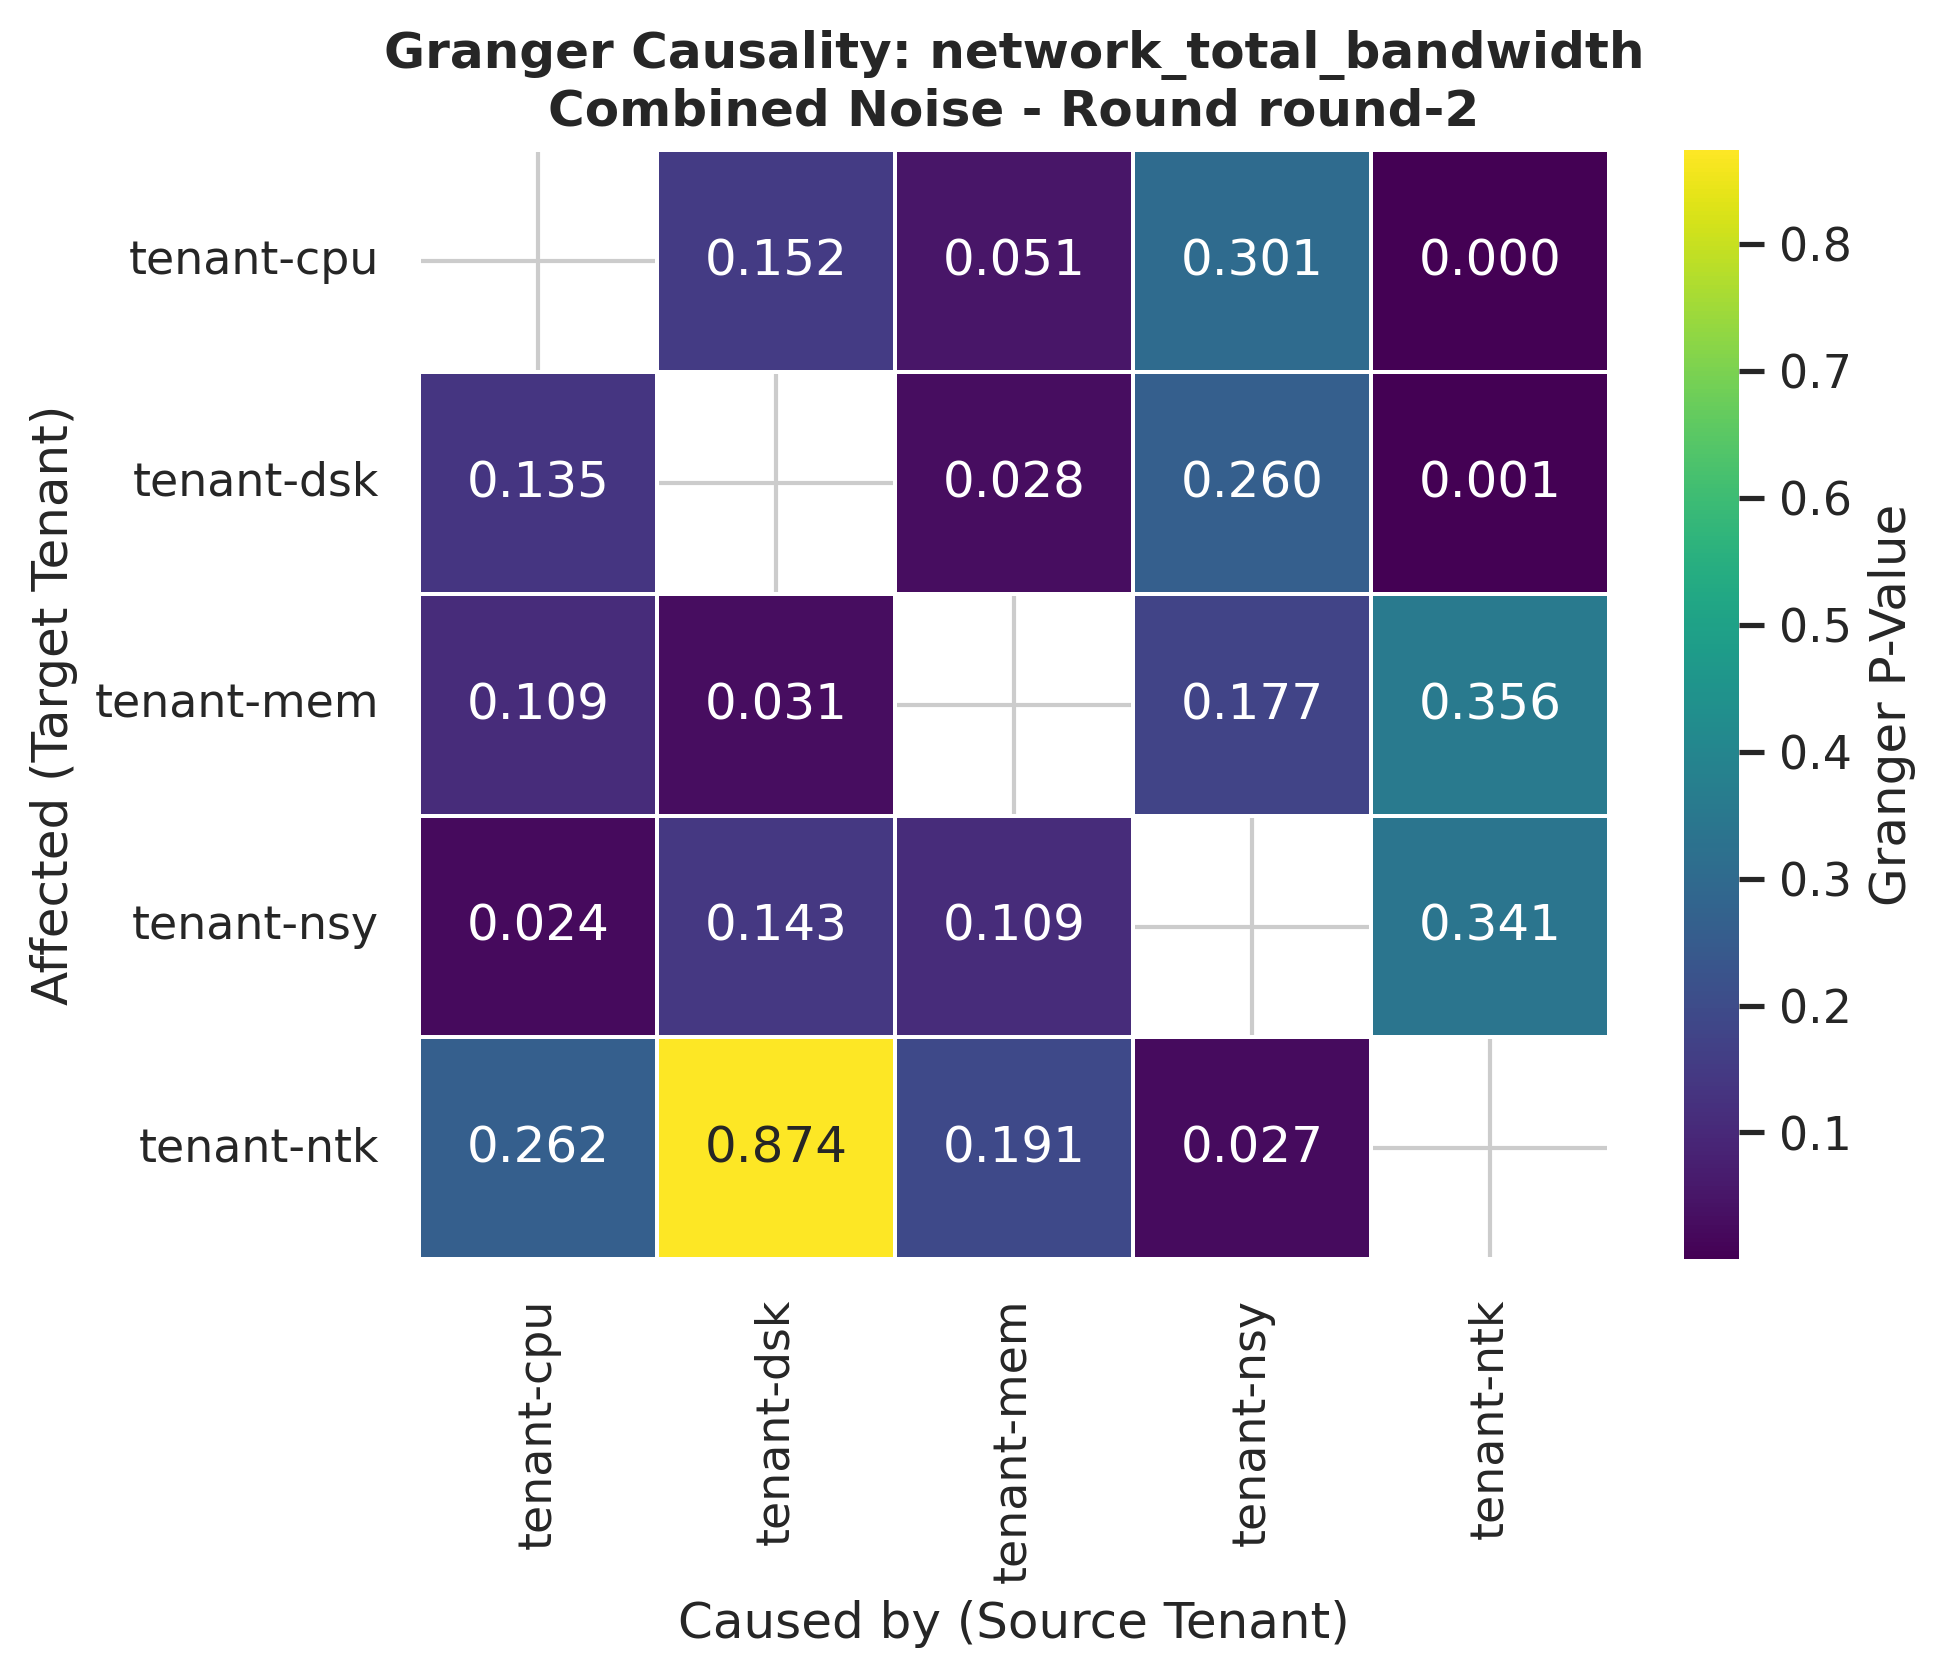 Granger Causality: network_total_bandwidth
Combined Noise - Round round-2
Affected (Target Tenant)
tenant-cpu 0.152 0.051 0.301 0.000
tenant-dsk 0.135 0.028 0.260 0.001
tenant-mem 0.109 0.031 0.177 0.356
tenant-nsy 0.024 0.143 0.109 0.341
tenant-ntk 0.262 0.874 0.191 0.027
tenant-cpu
tenant-dsk
tenant-mem
tenant-nsy
tenant-ntk
Caused by (Source Tenant)
0.8
0.7
0.6
0.5
0.4
0.3
0.2
0.1
Granger P-Value